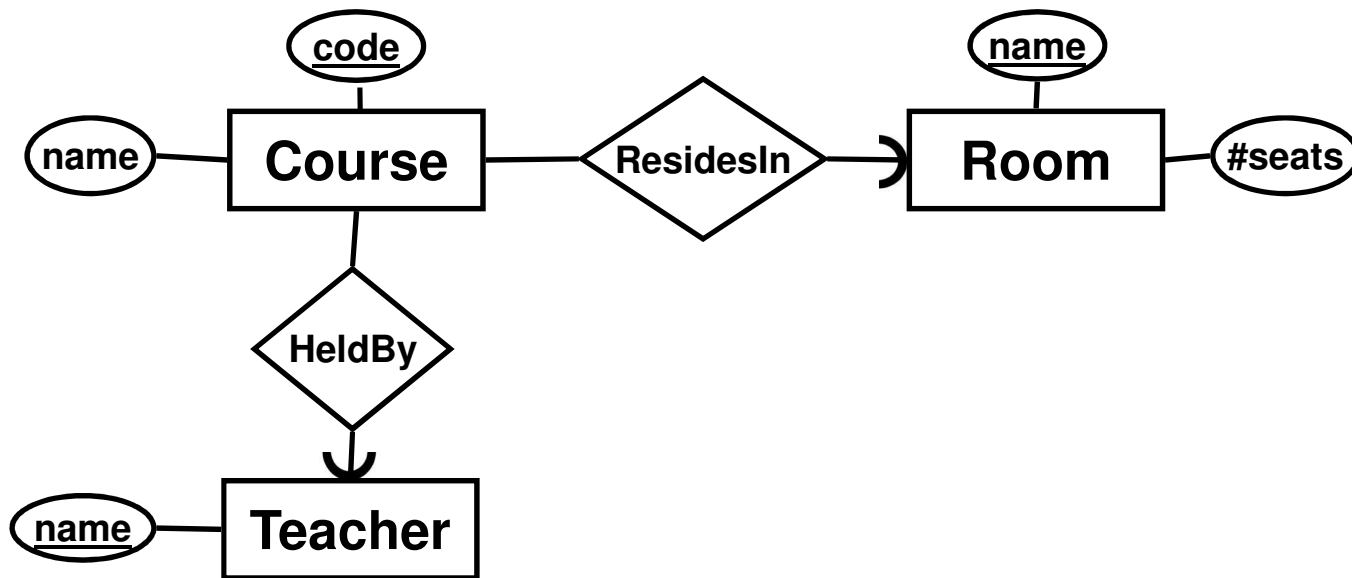 code
name
name
Course
ResidesIn
Room
#seats
HeldBy
name
Teacher